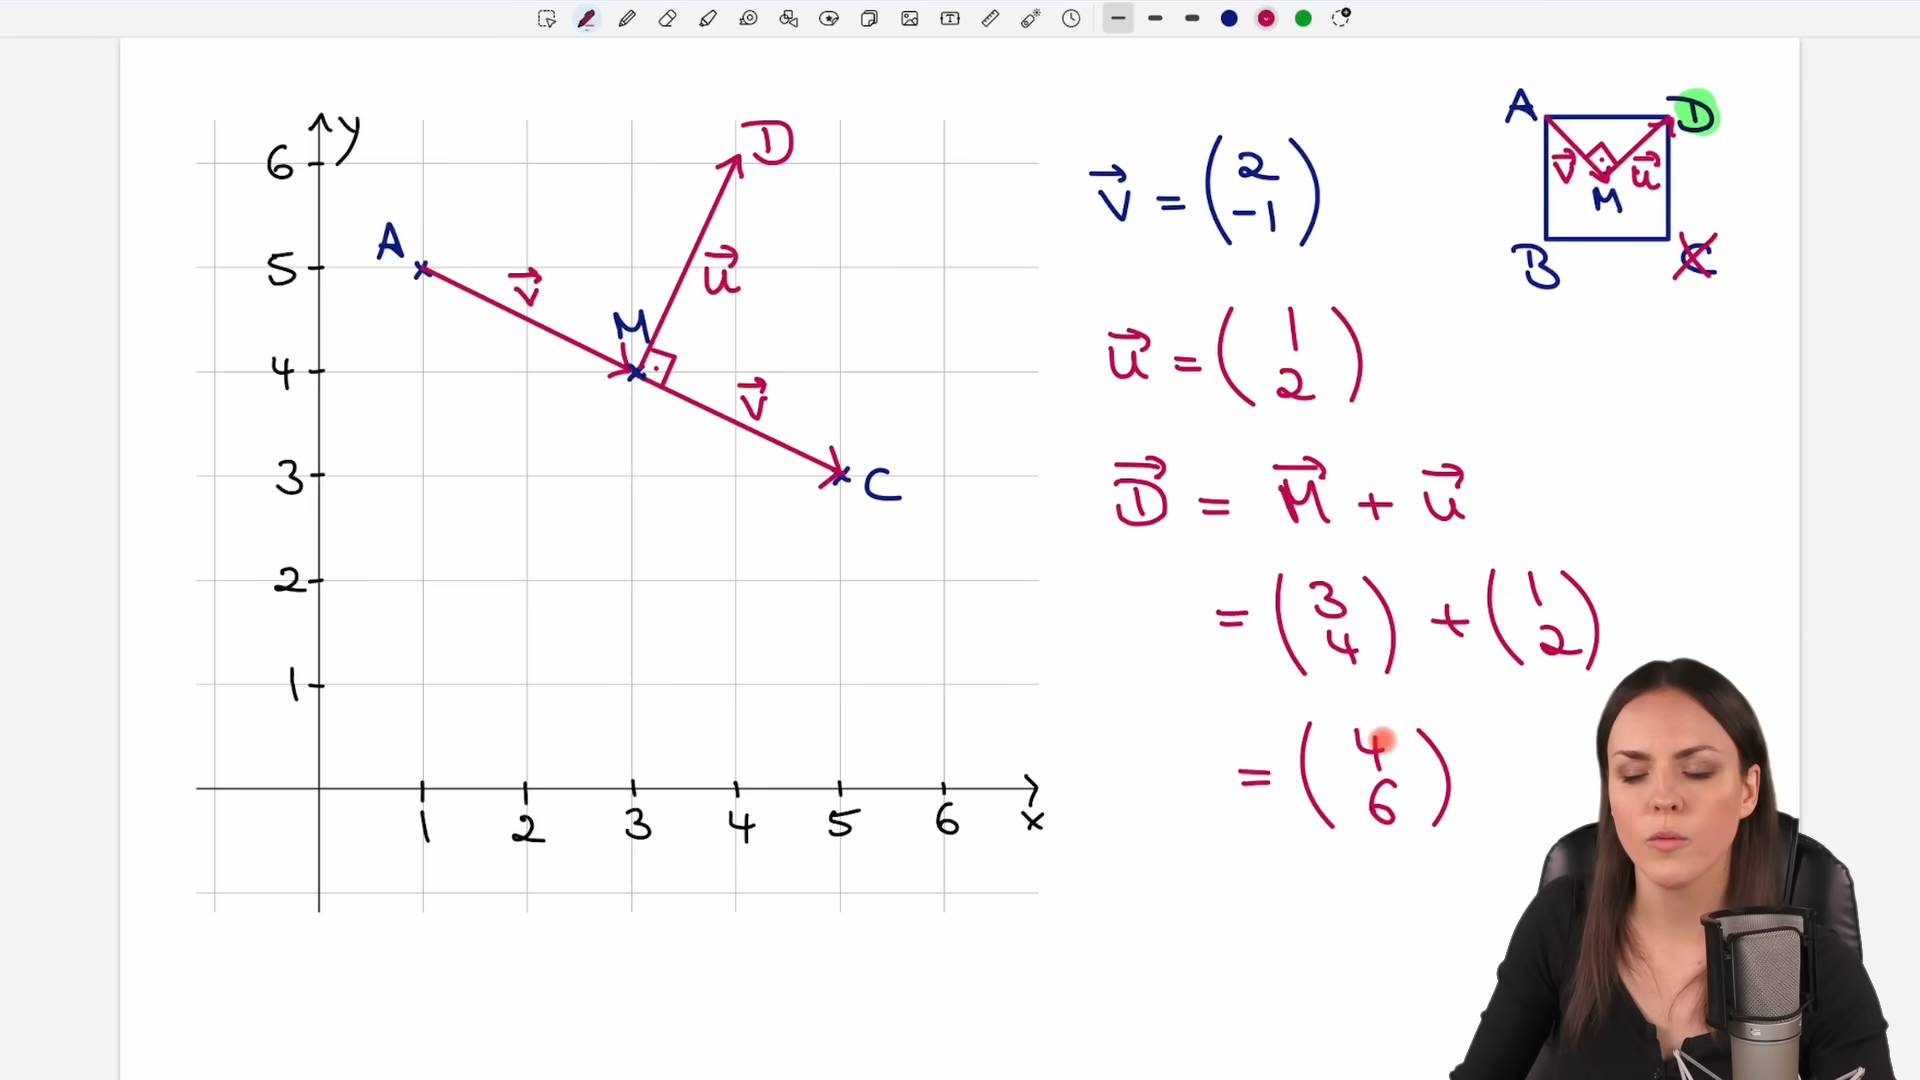 y
6
5
4
3
2
1
1 2 3 4 5 6 x
A
v⃗
M
u⃗
D
v⃗
C
v⃗ = (2 -1)
u⃗ = (1 2)
D⃗ = M⃗ + u⃗
= (3 4) + (1 2)
= (4 6)
A D
v⃗ u⃗
M
B C